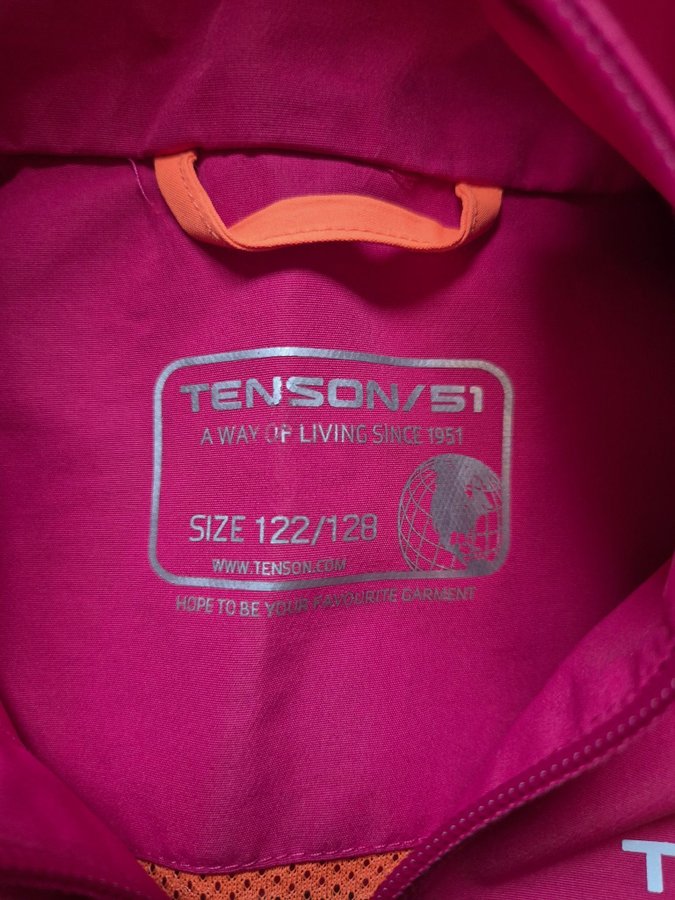 TENSON/51
A WAY OF LIVING SINCE 1951
SIZE 122/128
WWW.TENSON.COM
HOPE TO BE YOUR FAVOURITE GARMENT
T